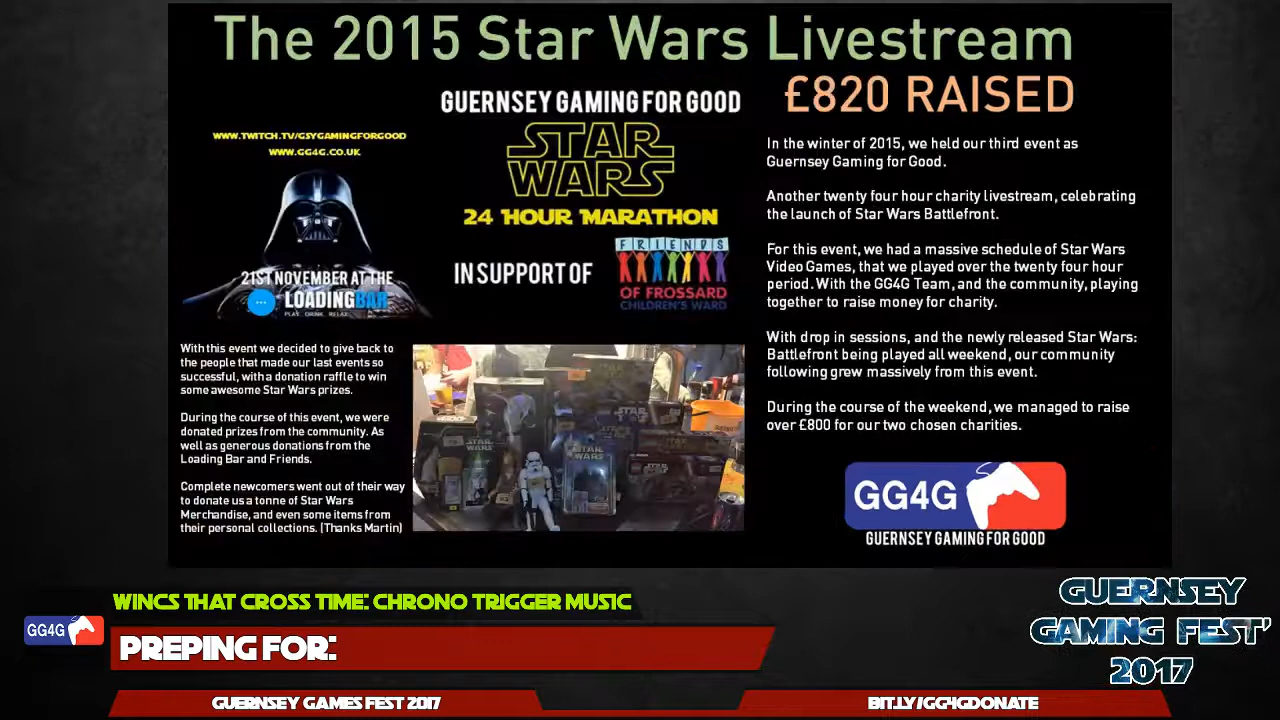 The 2015 Star Wars Livestream
£820 RAISED
WWW.TWITCH.TV/GSYGAMINGFORGOOD
WWW.GG4G.CO.UK
21ST NOVEMBER AT THE
LOADINGBAR
PLAY. DRINK. RELAX.
GUERNSEY GAMING FOR GOOD
STAR
WARS
24 HOUR MARATHON
IN SUPPORT OF
FRIENDS
OF FROSSARD
CHILDREN'S WARD
With this event we decided to give back to
the people that made our last events so
successful, with a donation raffle to win
some awesome Star Wars prizes.
During the course of this event, we were
donated prizes from the community. As
well as generous donations from the
Loading Bar and Friends.
Complete newcomers went out of their way
to donate us a tonne of Star Wars
Merchandise, and even some items from
their personal collections. (Thanks Martin)
STAR
WARS
STAR
WARS
STAR
WARS
In the winter of 2015, we held our third event as
Guernsey Gaming for Good.
Another twenty four hour charity livestream, celebrating
the launch of Star Wars Battlefront.
For this event, we had a massive schedule of Star Wars
Video Games, that we played over the twenty four hour
period. With the GG4G Team, and the community, playing
together to raise money for charity.
With drop in sessions, and the newly released Star Wars:
Battlefront being played all weekend, our community
following grew massively from this event.
During the course of the weekend, we managed to raise
over £800 for our two chosen charities.
GG4G
GUERNSEY GAMING FOR GOOD
WINGS THAT CROSS TIME: CHRONO TRIGGER MUSIC
GG4G
PREPING FOR:
GUERNSEY
GAMING FEST'
2017
GUERNSEY GAMES FEST 2017
BIT.LY/GG4GDONATE